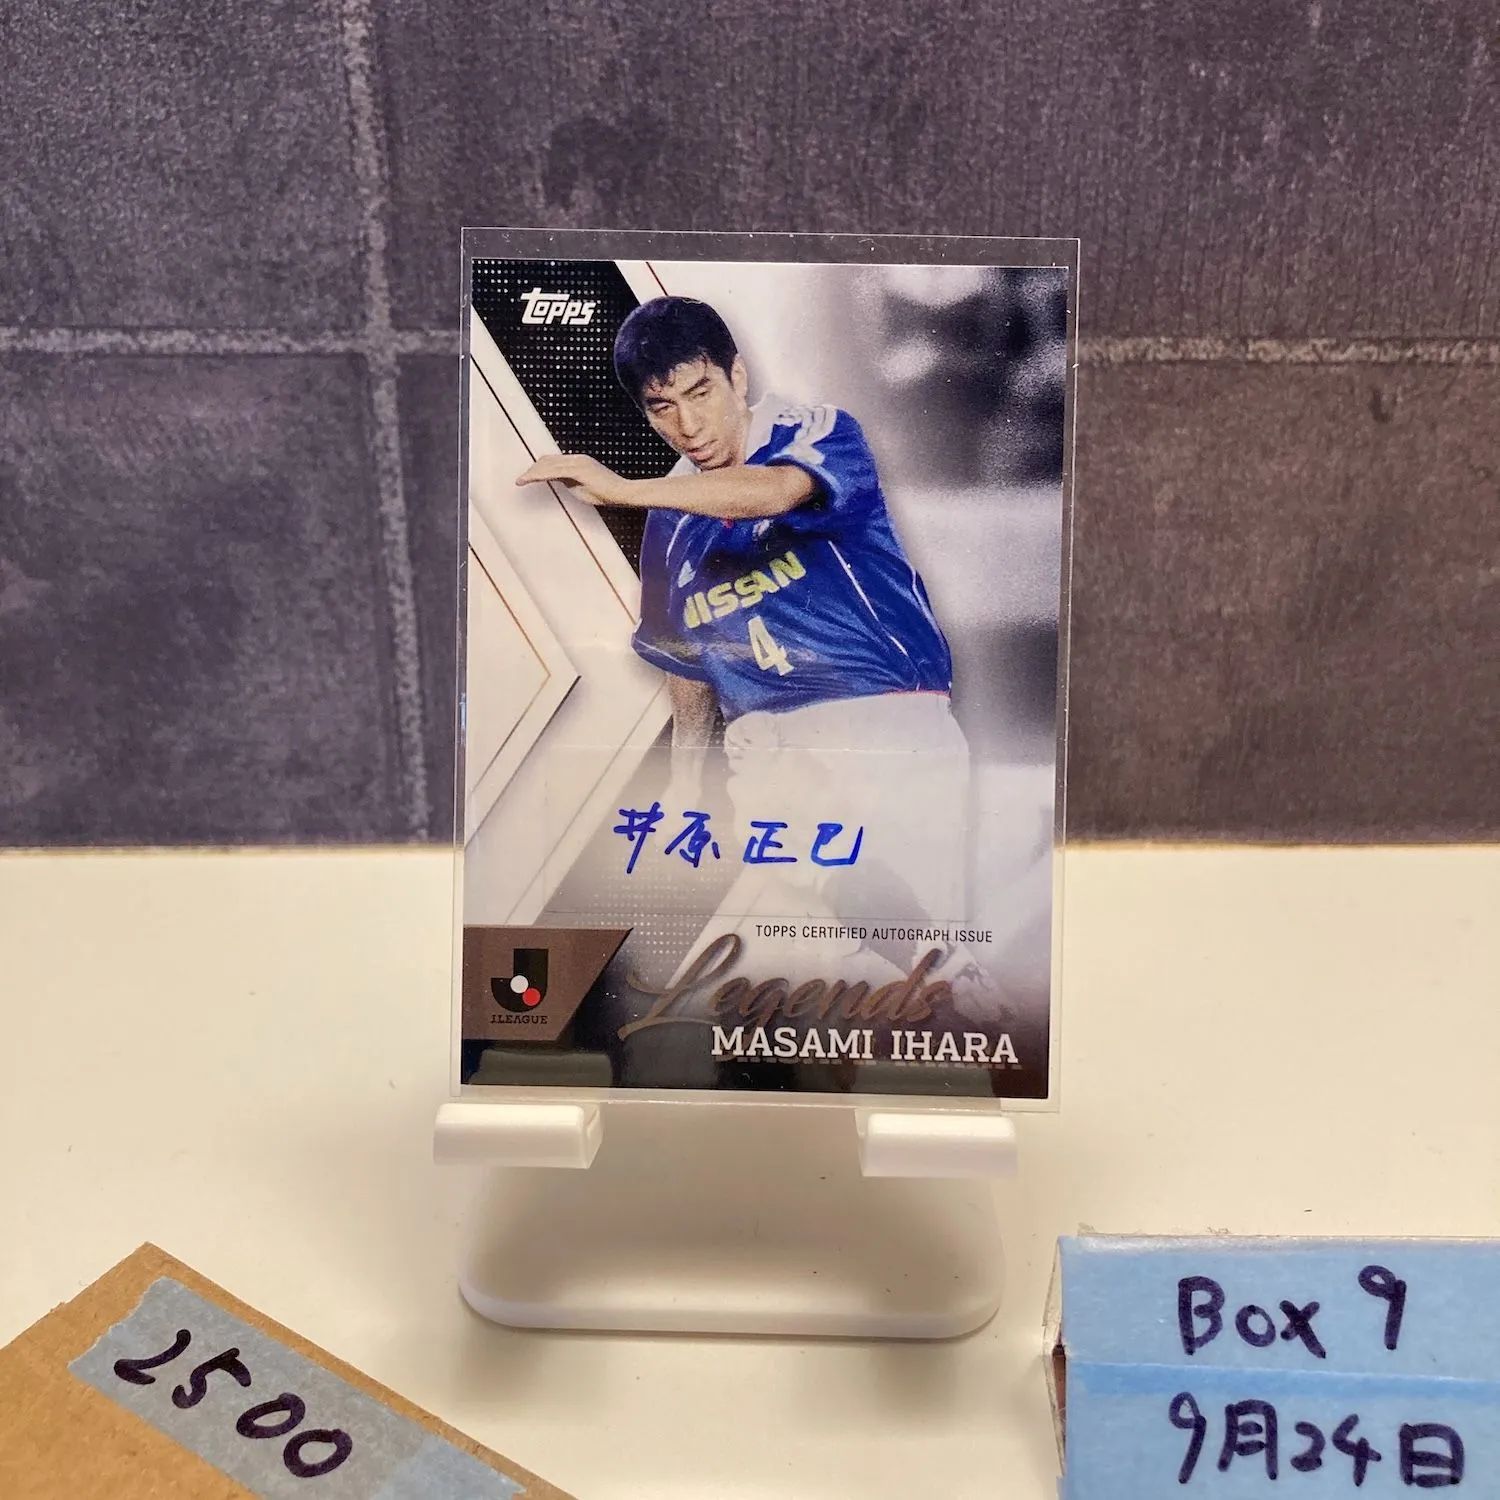 Topps
NISSAN
4
井原正巳
TOPPS CERTIFIED AUTOGRAPH ISSUE
Legends
J.LEAGUE
MASAMI IHARA
2500
Box 9
9月24日